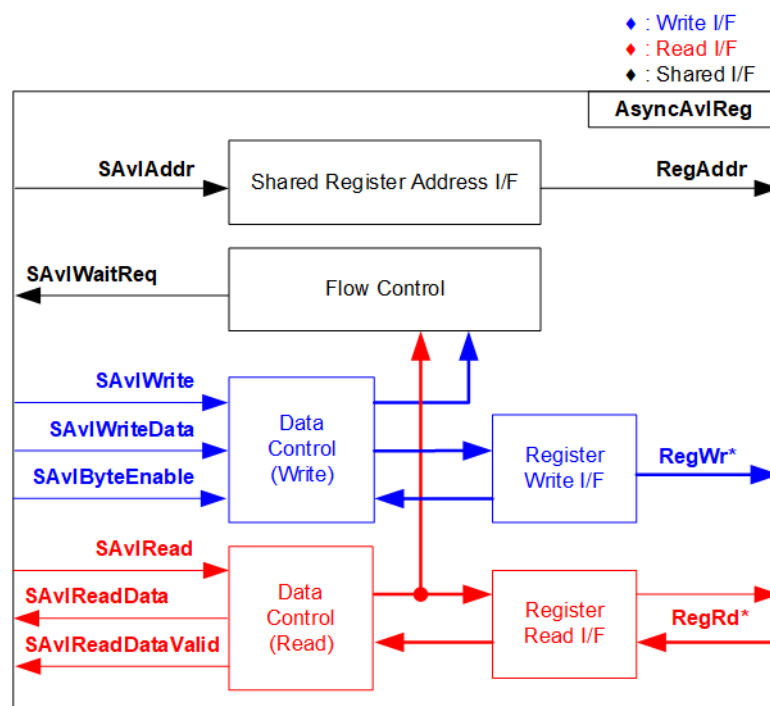 ♦ : Write I/F
♦ : Read I/F
♦ : Shared I/F
AsyncAvlReg
SAvlAddr
Shared Register Address I/F
RegAddr
SAvlWaitReq
Flow Control
SAvlWrite
SAvlWriteData
SAvlByteEnable
Data
Control
(Write)
Register
Write I/F
RegWr*
SAvlRead
SAvlReadData
SAvlReadDataValid
Data
Control
(Read)
Register
Read I/F
RegRd*